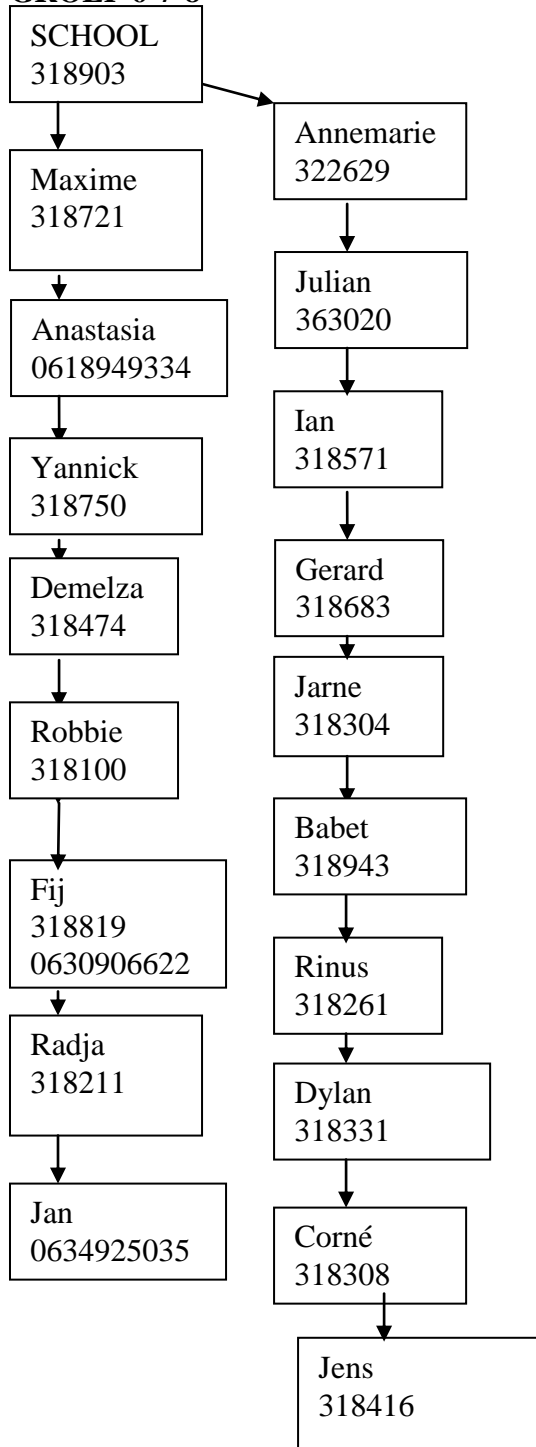 SCHOOL
318903
Maxime
318721
Anastasia
0618949334
Yannick
318750
Demelza
318474
Robbie
318100
Fij
318819
0630906622
Radja
318211
Jan
0634925035
Annemarie
322629
Julian
363020
Ian
318571
Gerard
318683
Jarne
318304
Babet
318943
Rinus
318261
Dylan
318331
Corné
318308
Jens
318416